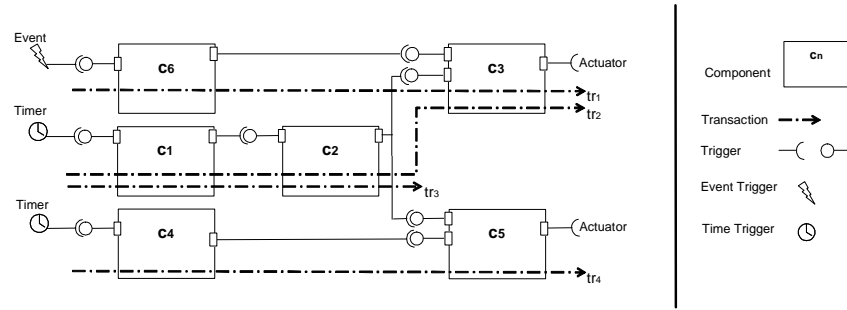 Event
C6
C3
Actuator
tr1
tr2
Timer
C1
C2
tr3
Timer
C4
C5
Actuator
tr4
Cn
Component
Transaction
Trigger
Event Trigger
Time Trigger